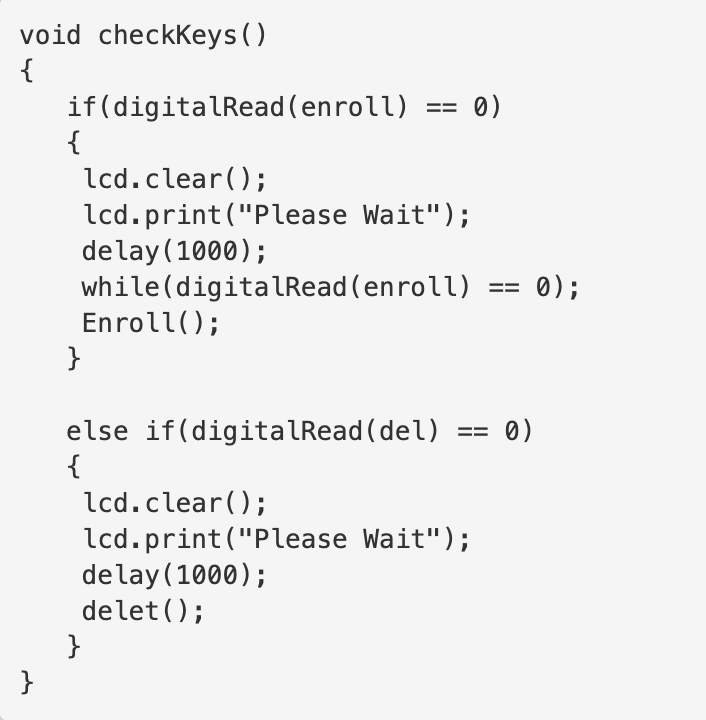 void checkKeys()
{
   if(digitalRead(enroll) == 0)
   {
    lcd.clear();
    lcd.print("Please Wait");
    delay(1000);
    while(digitalRead(enroll) == 0);
    Enroll();
   }

   else if(digitalRead(del) == 0)
   {
    lcd.clear();
    lcd.print("Please Wait");
    delay(1000);
    delet();
   }
}